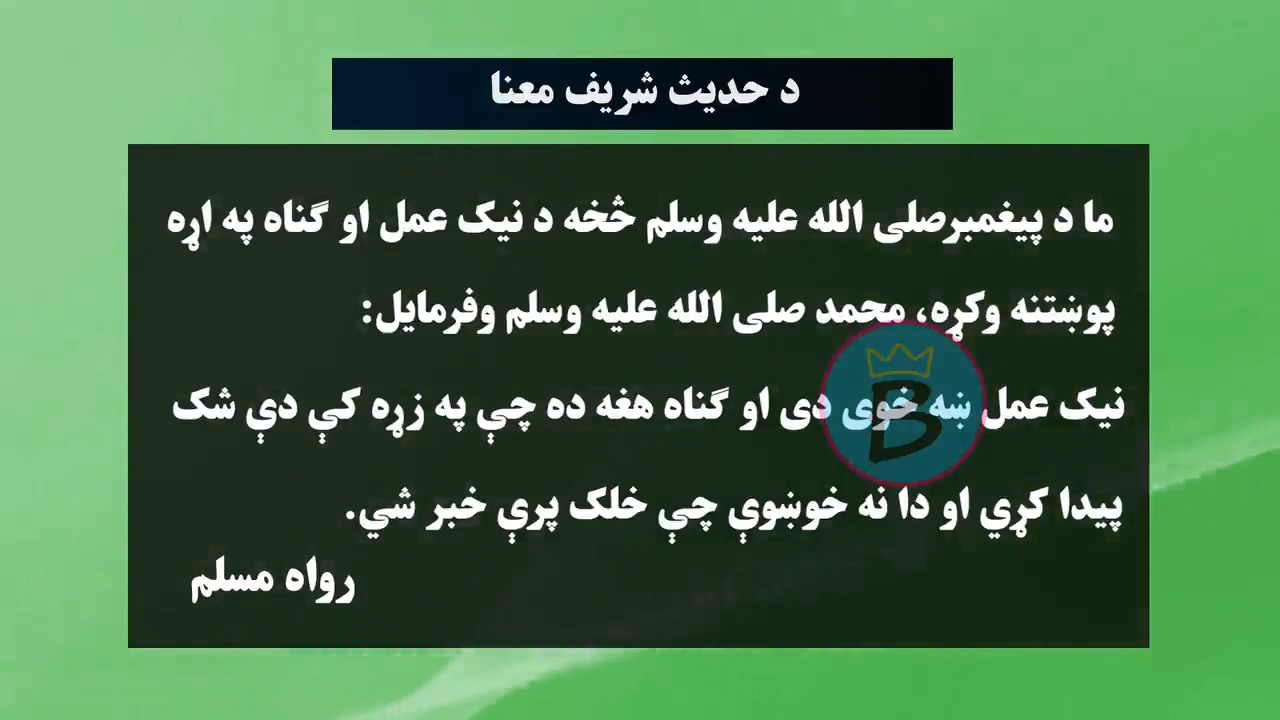 د حدیث شریف معنا
ما د پیغمبرصلی الله علیه وسلم څخه د نیک عمل او ګناه په اړه
پوښتنه وکړه، محمد صلی الله علیه وسلم وفرمایل:
نیک عمل ښه خوی دی او ګناه هغه ده چې په زړه کې دې شک
پیدا کړي او دا نه خوښوې چې خلک پرې خبر شي.
رواه مسلم
B